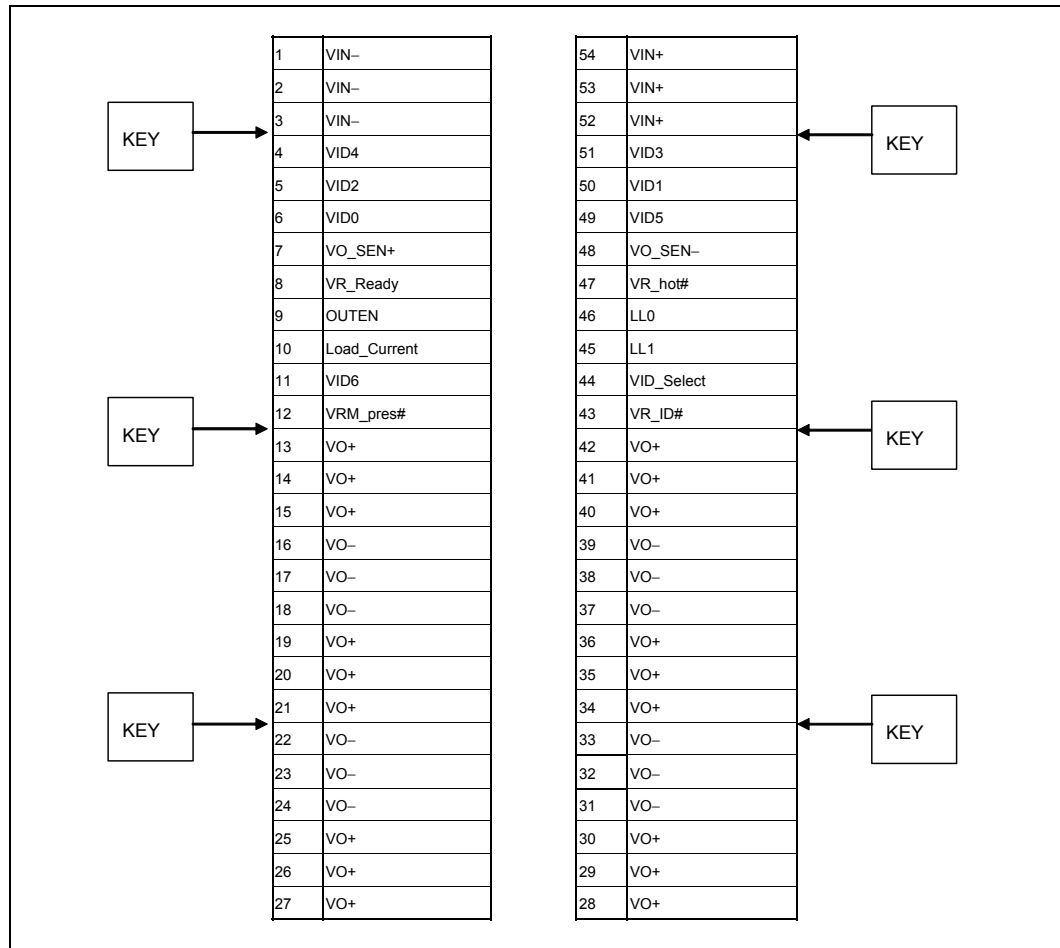 1 VIN− 54 VIN+
2 VIN− 53 VIN+
KEY
3 VIN− 52 VIN+
KEY
4 VID4 51 VID3
5 VID2 50 VID1
6 VID0 49 VID5
7 VO_SEN+ 48 VO_SEN−
8 VR_Ready 47 VR_hot#
9 OUTEN 46 LL0
10 Load_Current 45 LL1
11 VID6 44 VID_Select
12 VRM_pres# 43 VR_ID#
KEY
KEY
13 VO+ 42 VO+
14 VO+ 41 VO+
15 VO+ 40 VO+
16 VO− 39 VO−
17 VO− 38 VO−
18 VO− 37 VO−
19 VO+ 36 VO+
20 VO+ 35 VO+
21 VO+ 34 VO+
KEY
KEY
22 VO− 33 VO−
23 VO− 32 VO−
24 VO− 31 VO−
25 VO+ 30 VO+
26 VO+ 29 VO+
27 VO+ 28 VO+